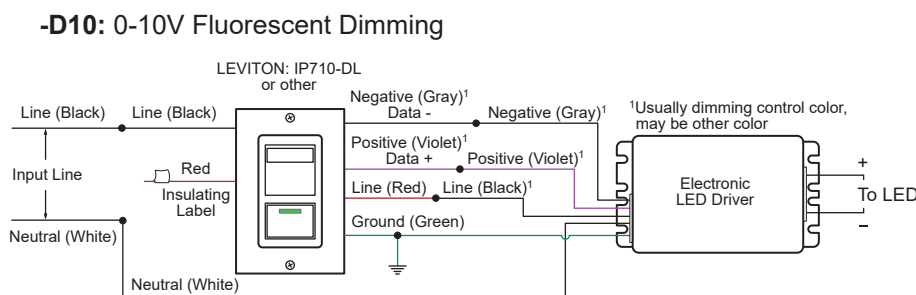 -D10: 0-10V Fluorescent Dimming
LEVITON: IP710-DL
or other
Line (Black)
Line (Black)
Negative (Gray)¹
Data -
Negative (Gray)¹
¹Usually dimming control color,
may be other color
Positive (Violet)¹
Data +
Positive (Violet)¹
Input Line
Red
Insulating
Label
Line (Red)
Line (Black)¹
Electronic
LED Driver
+
To LED
–
Neutral (White)
Ground (Green)
Neutral (White)